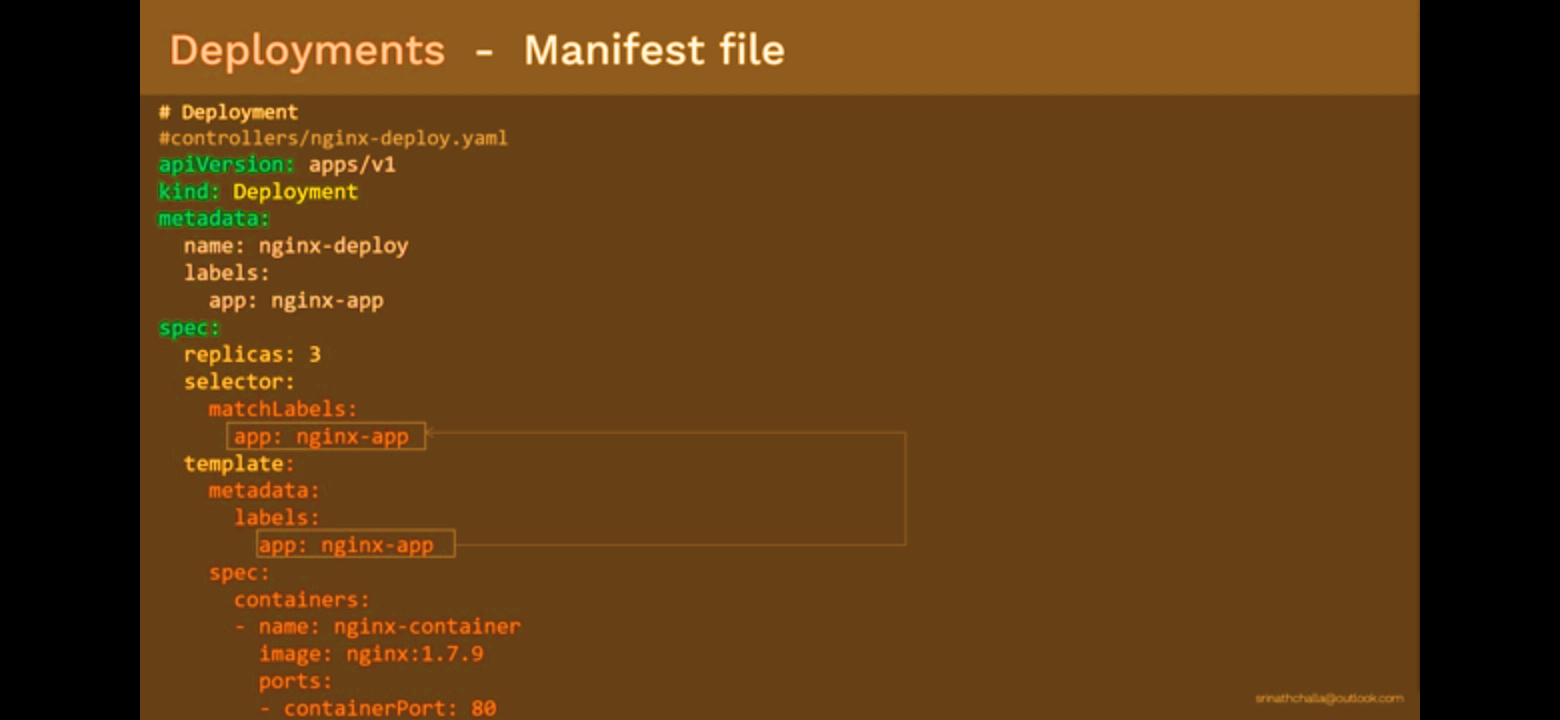 Deployments - Manifest file
# Deployment
#controllers/nginx-deploy.yaml
apiVersion: apps/v1
kind: Deployment
metadata:
  name: nginx-deploy
  labels:
    app: nginx-app
spec:
  replicas: 3
  selector:
    matchLabels:
      app: nginx-app
  template:
    metadata:
      labels:
        app: nginx-app
    spec:
      containers:
      - name: nginx-container
        image: nginx:1.7.9
        ports:
        - containerPort: 80
srinathchalla@outlook.com